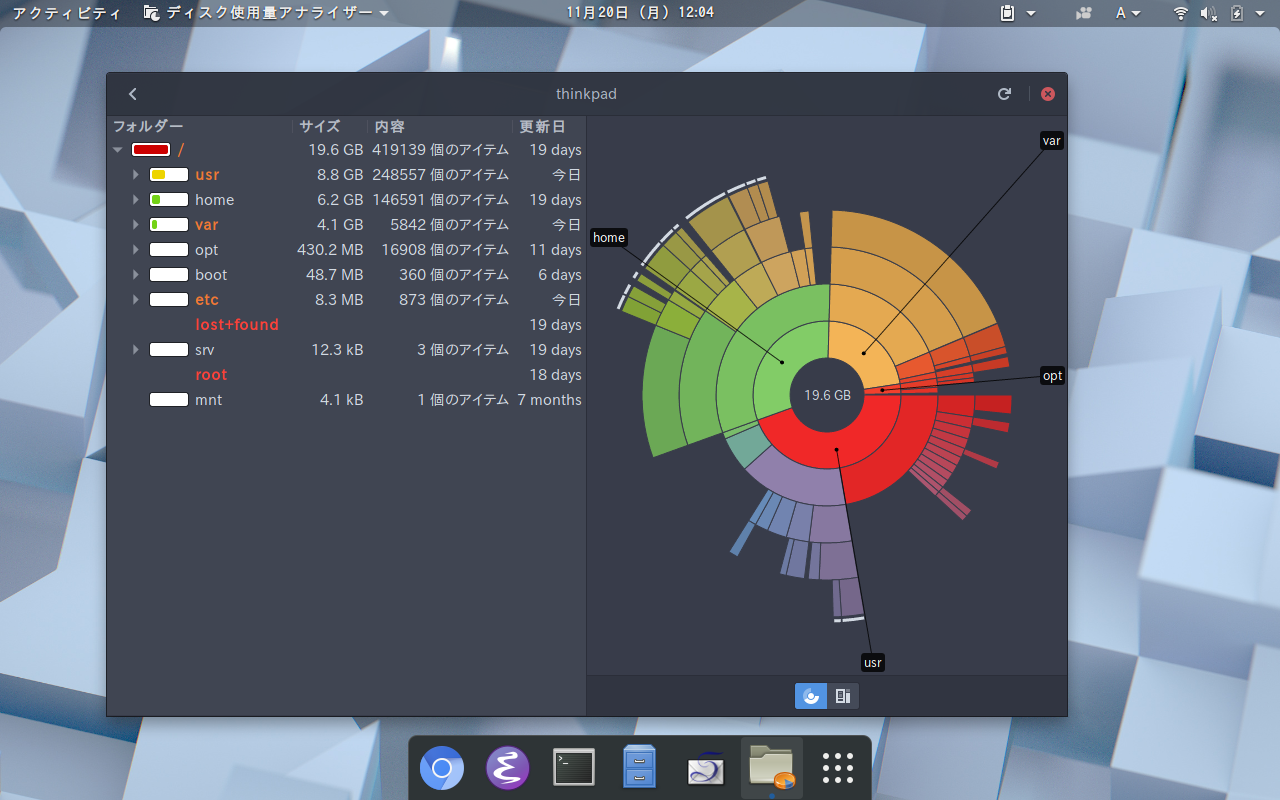 アクティビティ ディスク使用量アナライザー 11月20日 (月) 12:04 A
thinkpad
フォルダー サイズ 内容 更新日
/ 19.6 GB 419139 個のアイテム 19 days
usr 8.8 GB 248557 個のアイテム 今日
home 6.2 GB 146591 個のアイテム 19 days
var 4.1 GB 5842 個のアイテム 今日
opt 430.2 MB 16908 個のアイテム 11 days
boot 48.7 MB 360 個のアイテム 6 days
etc 8.3 MB 873 個のアイテム 今日
lost+found 19 days
srv 12.3 kB 3 個のアイテム 19 days
root 18 days
mnt 4.1 kB 1 個のアイテム 7 months
var
home
opt
19.6 GB
usr